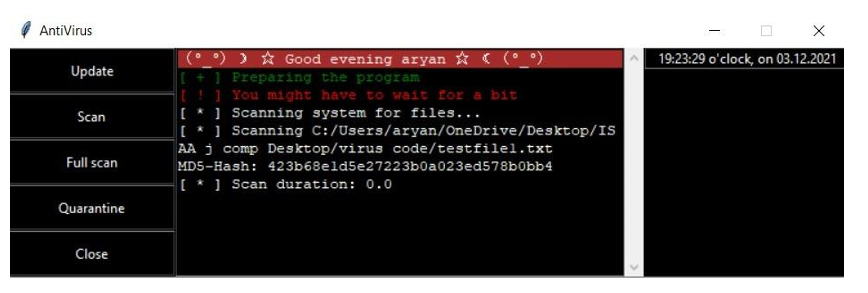 AntiVirus
Update
Scan
Full scan
Quarantine
Close
(°_°) ☽ ☆ Good evening aryan ☆ ☾ (°_°)
[ + ] Preparing the program
[ ! ] You might have to wait for a bit
[ * ] Scanning system for files...
[ * ] Scanning C:/Users/aryan/OneDrive/Desktop/IS
AA j comp Desktop/virus code/testfile1.txt
MD5-Hash: 423b68e1d5e27223b0a023ed578b0bb4
[ * ] Scan duration: 0.0
19:23:29 o'clock, on 03.12.2021